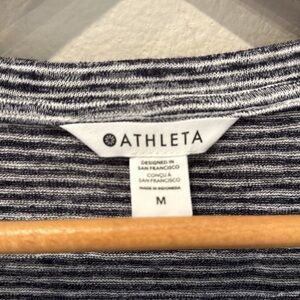 ATHLETA
DESIGNED IN
SAN FRANCISCO
CONÇU À
SAN FRANCISCO
MADE IN INDONESIA
M